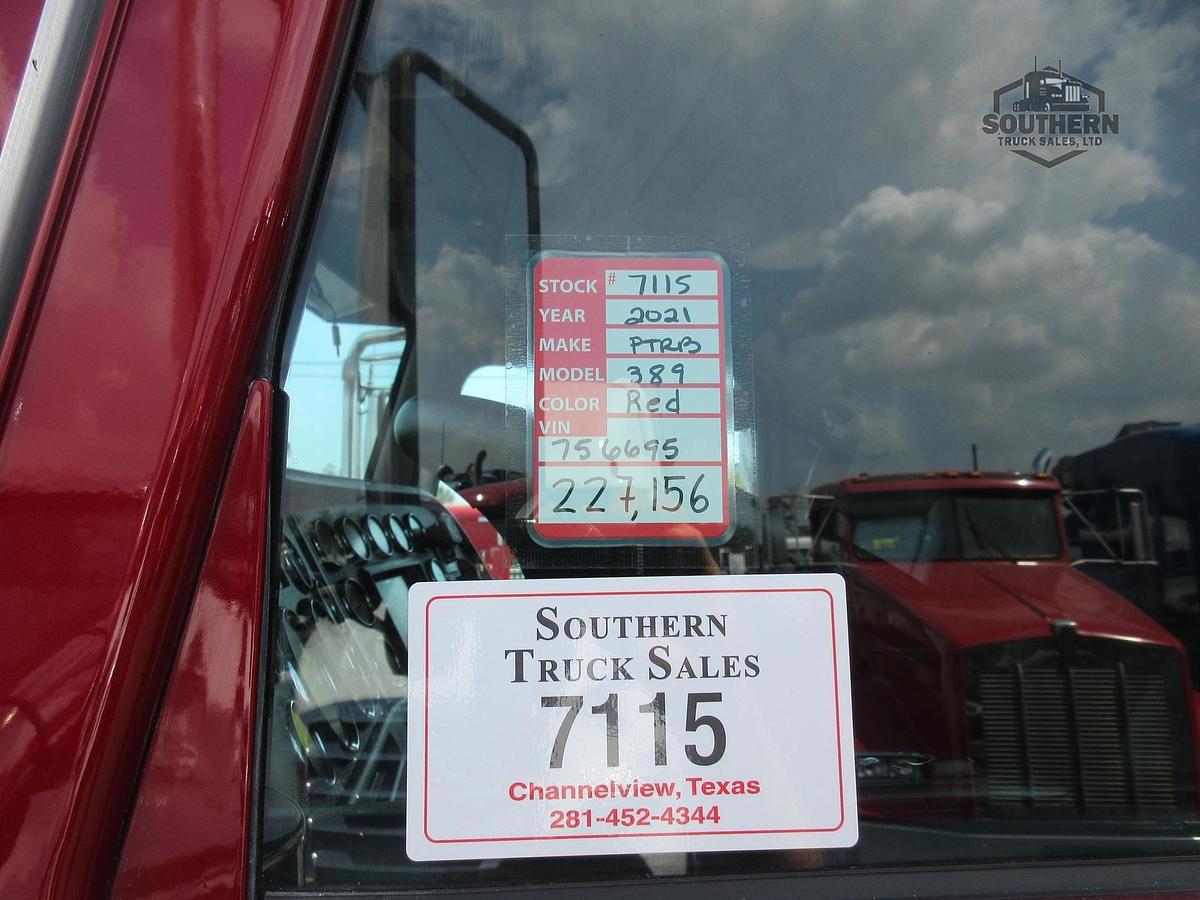 SOUTHERN
TRUCK SALES, LTD
STOCK # 7115
YEAR 2021
MAKE PTRB
MODEL 389
COLOR Red
VIN
756695
227,156
SOUTHERN
TRUCK SALES
7115
Channelview, Texas
281-452-4344